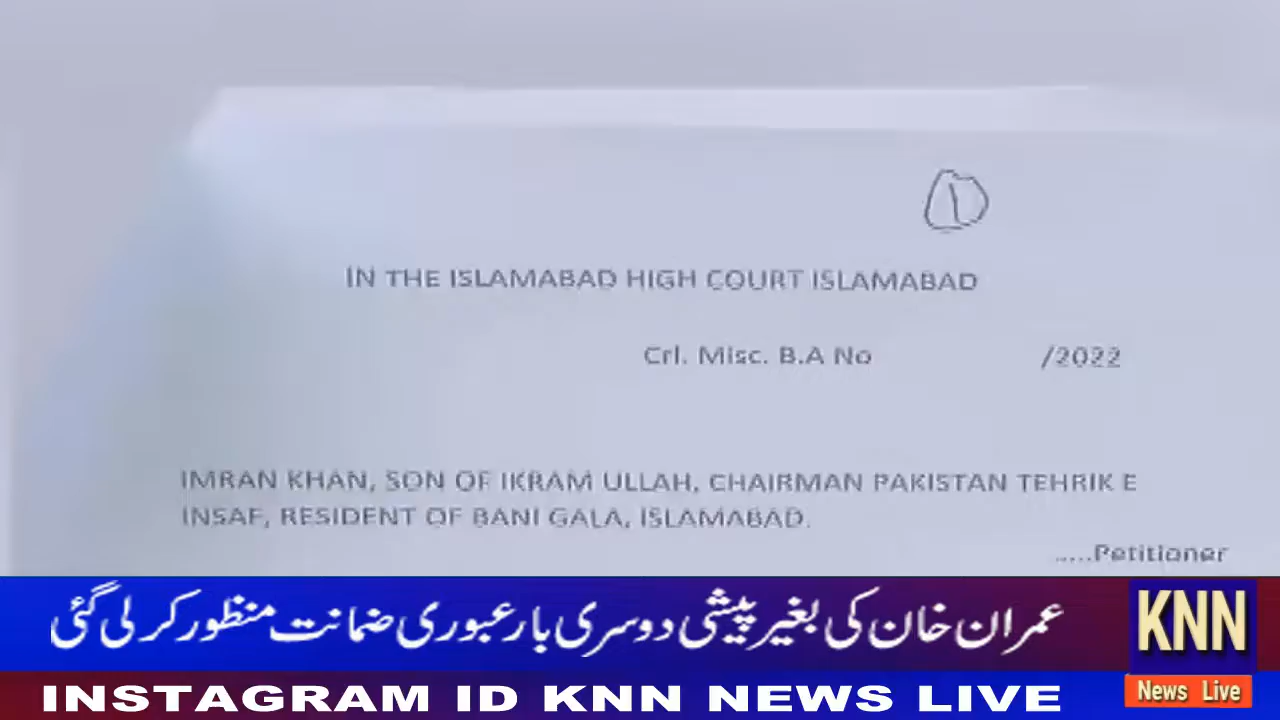 1
IN THE ISLAMABAD HIGH COURT ISLAMABAD
Crl. Misc. B.A No /2022
IMRAN KHAN, SON OF IKRAM ULLAH, CHAIRMAN PAKISTAN TEHRIK E
INSAF, RESIDENT OF BANI GALA, ISLAMABAD.
.....Petitioner
عمران خان کی بغیر پیشی دوسری بار عبوری ضمانت منظور کر لی گئی
KNN
News Live
INSTAGRAM ID KNN NEWS LIVE